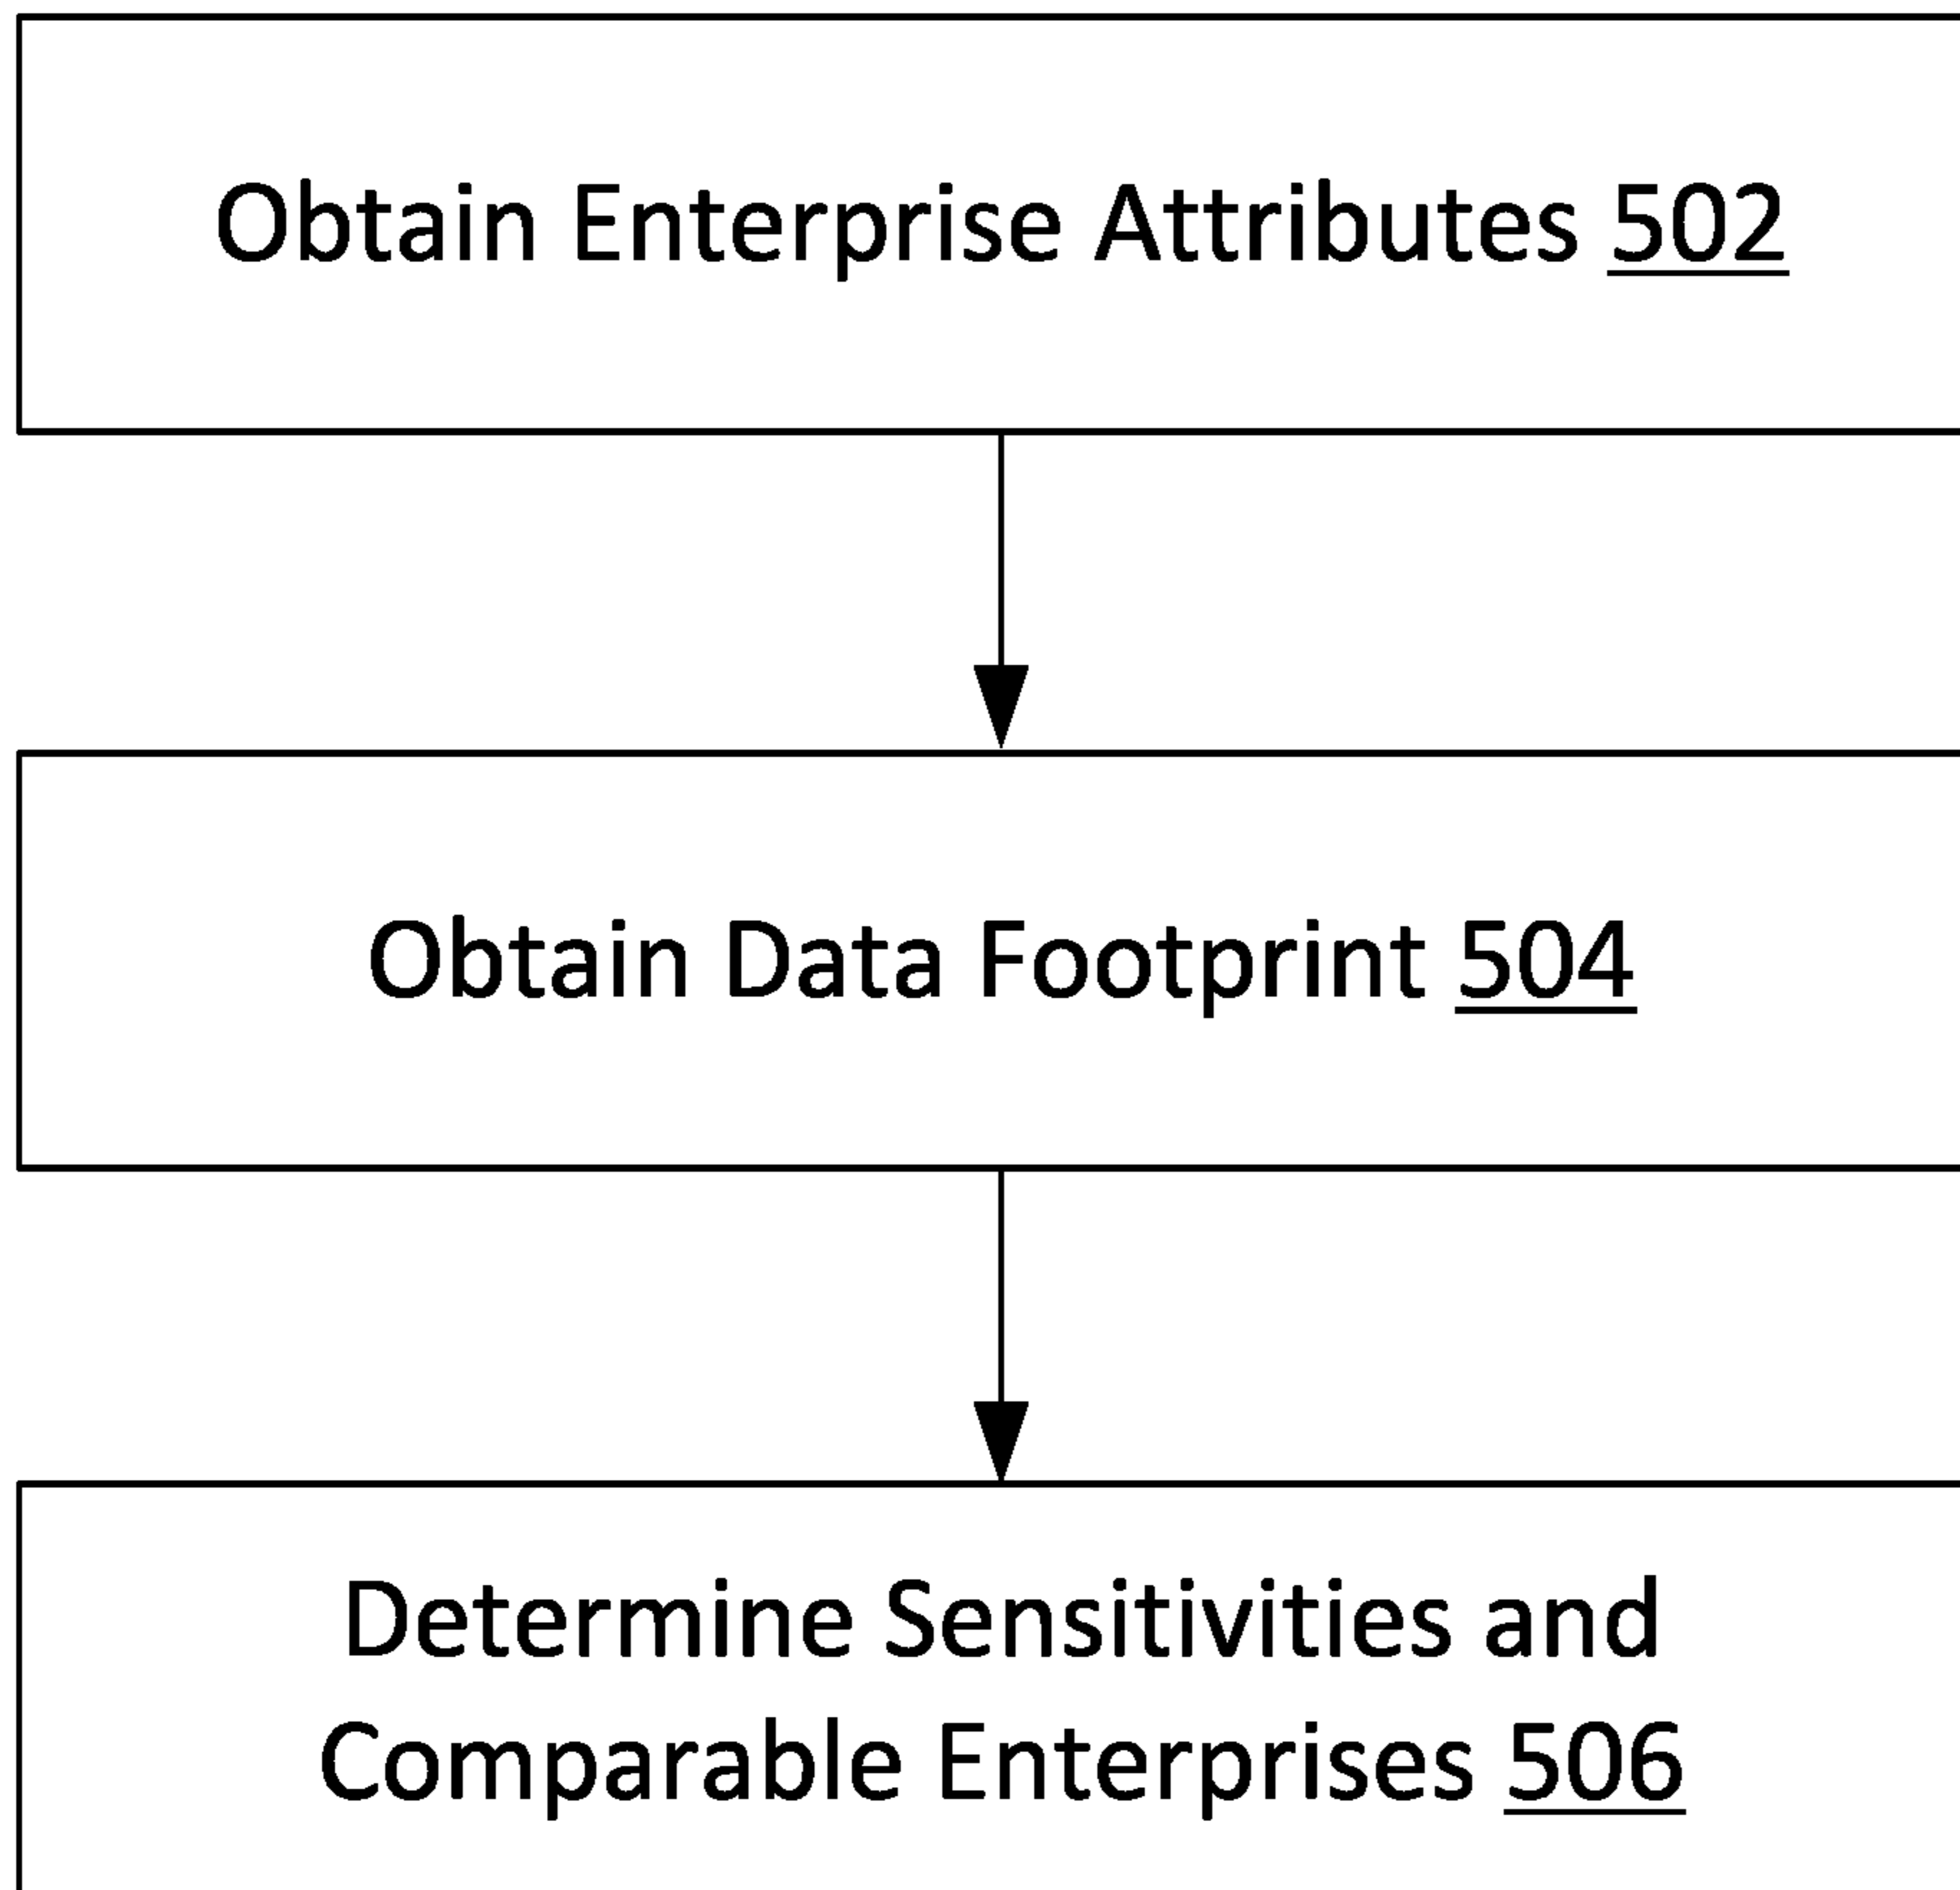 Obtain Enterprise Attributes 502
Obtain Data Footprint 504
Determine Sensitivities and
Comparable Enterprises 506